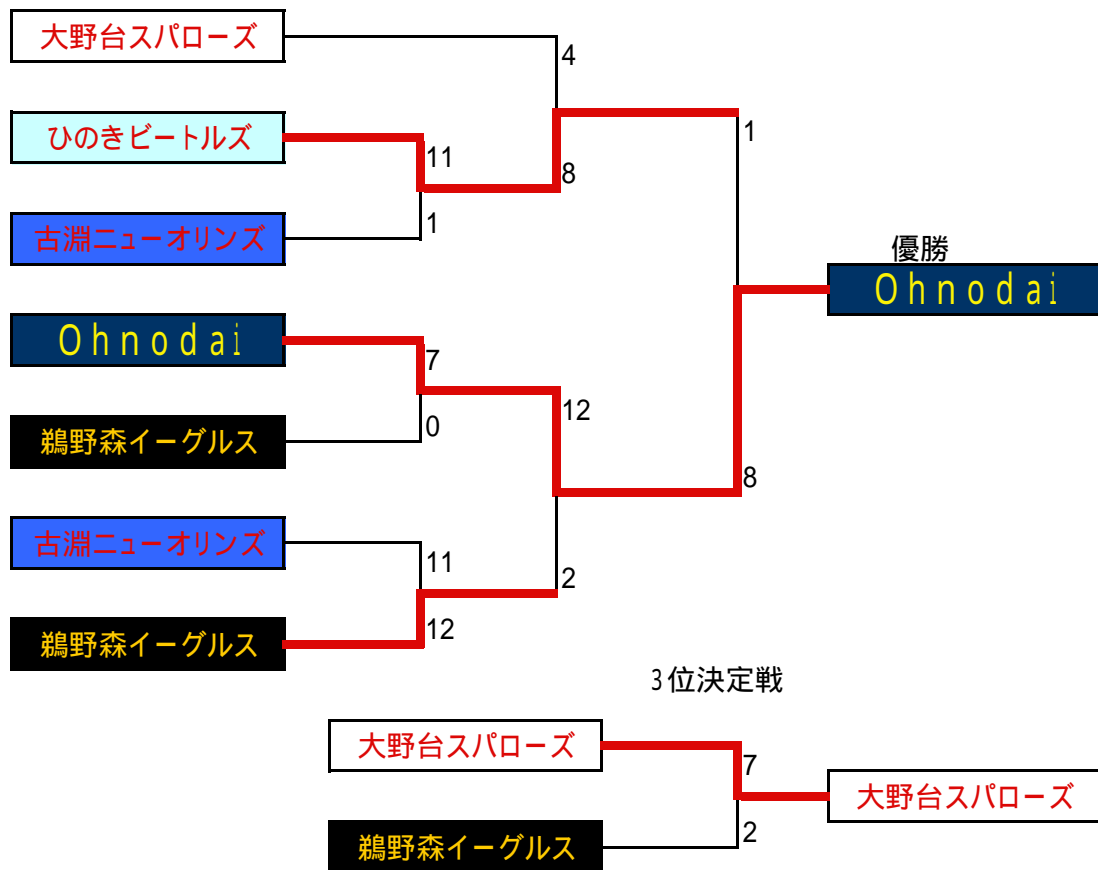 大野台スパローズ
4
ひのきビートルズ
11
8
1
1
古淵ニューオリンズ
優勝
Ohnodai
Ohnodai
7
12
0
鵜野森イーグルス
8
古淵ニューオリンズ
11
2
12
鵜野森イーグルス
3位決定戦
大野台スパローズ
7
大野台スパローズ
2
鵜野森イーグルス